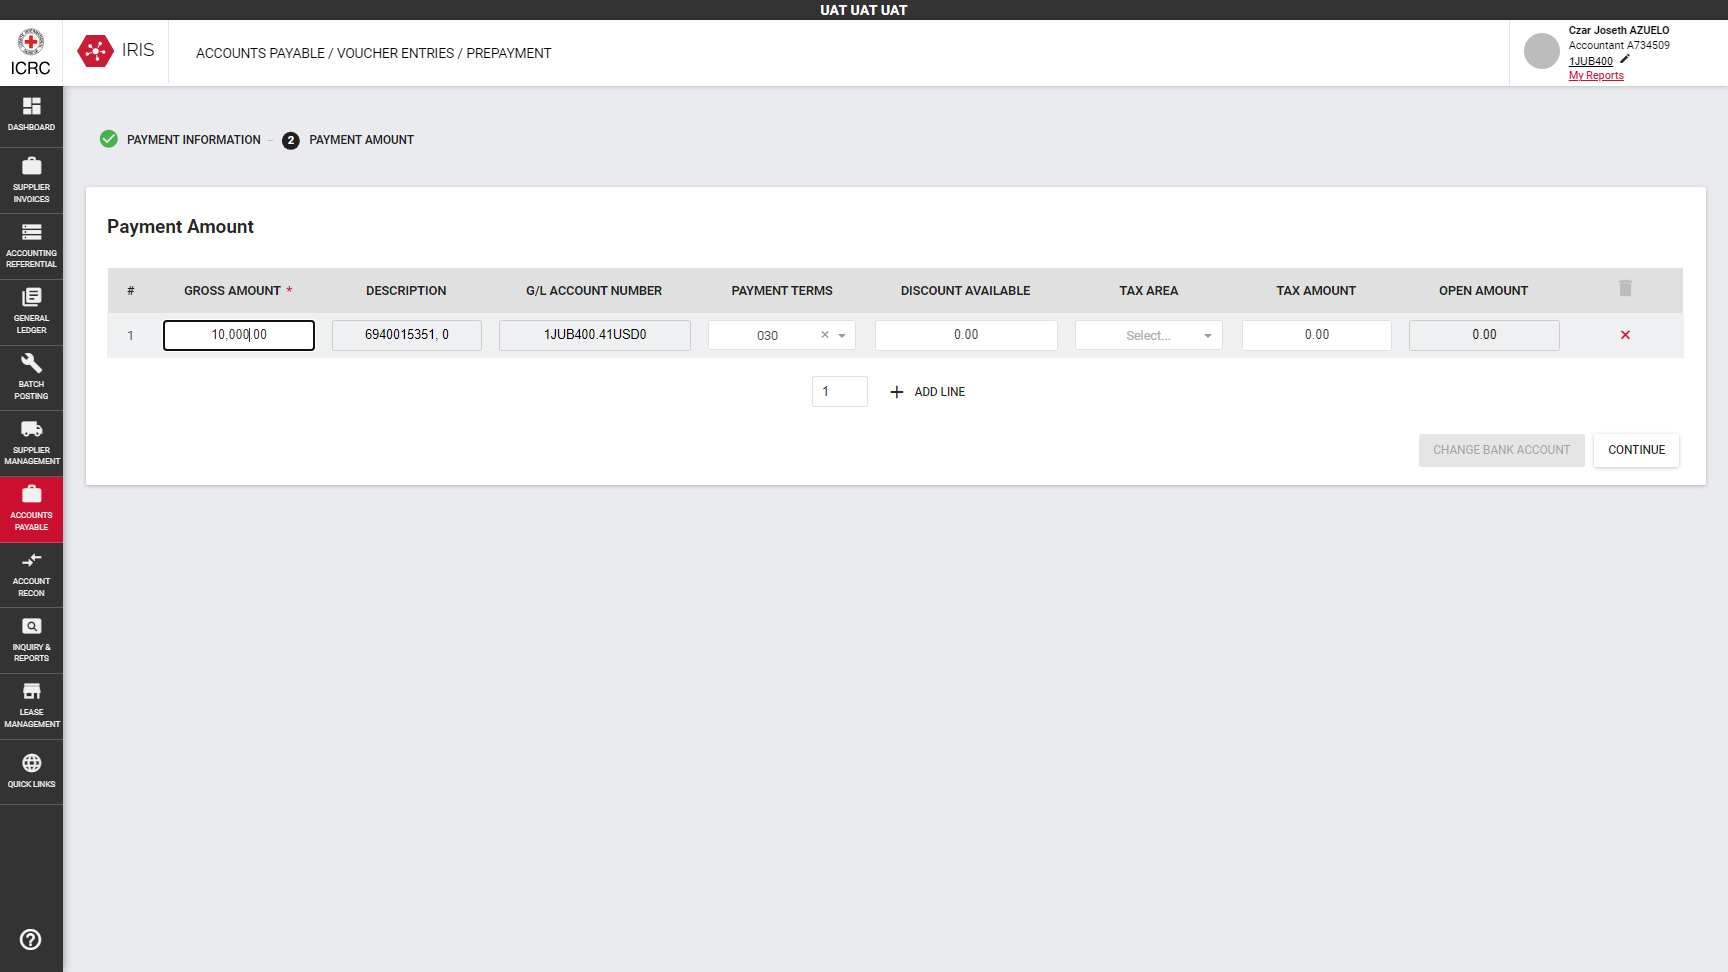 UAT UAT UAT
ICRC
IRIS
ACCOUNTS PAYABLE / VOUCHER ENTRIES / PREPAYMENT
Czar Joseth AZUELO
Accountant A734509
1JUB400
My Reports
DASHBOARD
SUPPLIER
INVOICES
ACCOUNTING
REFERENTIAL
GENERAL
LEDGER
BATCH
POSTING
SUPPLIER
MANAGEMENT
ACCOUNTS
PAYABLE
ACCOUNT
RECON
INQUIRY &
REPORTS
LEASE
MANAGEMENT
QUICK LINKS
PAYMENT INFORMATION – 2 PAYMENT AMOUNT
Payment Amount
# GROSS AMOUNT * DESCRIPTION G/L ACCOUNT NUMBER PAYMENT TERMS DISCOUNT AVAILABLE TAX AREA TAX AMOUNT OPEN AMOUNT
1 10,000.00 6940015351, 0 1JUB400.41USD0 030 × 0.00 Select... 0.00 0.00 ×
1 + ADD LINE
CHANGE BANK ACCOUNT CONTINUE
?